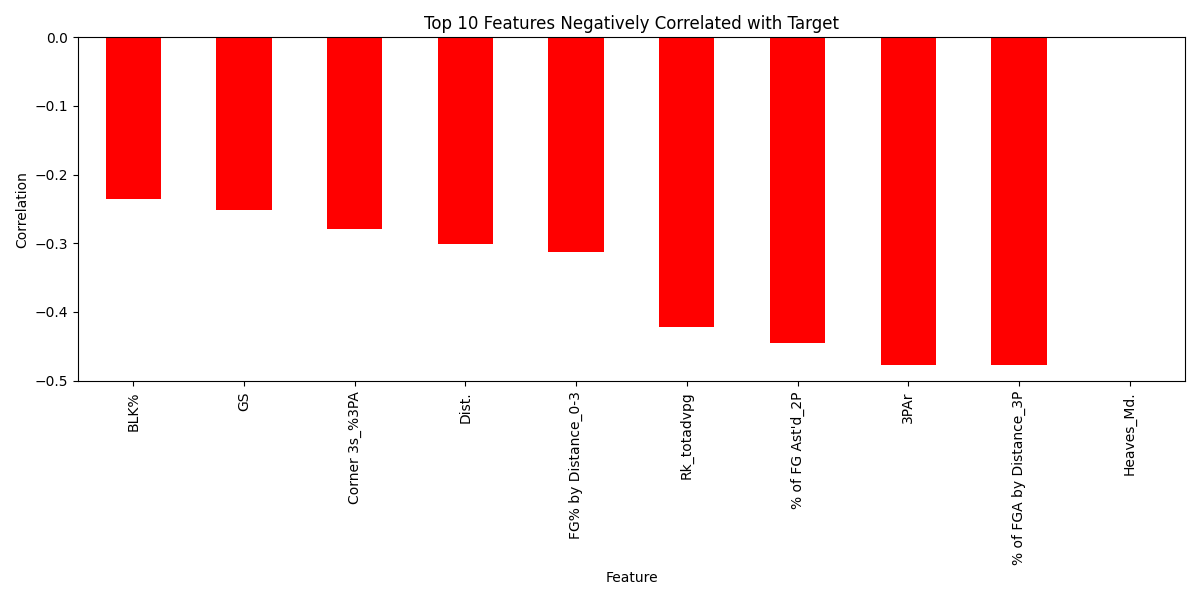 Top 10 Features Negatively Correlated with Target
0.0
−0.1
−0.2
−0.3
−0.4
−0.5
Correlation
BLK%
GS
Corner 3s_%3PA
Dist.
FG% by Distance_0-3
Rk_totadvpg
% of FG Ast'd_2P
3PAr
% of FGA by Distance_3P
Heaves_Md.
Feature